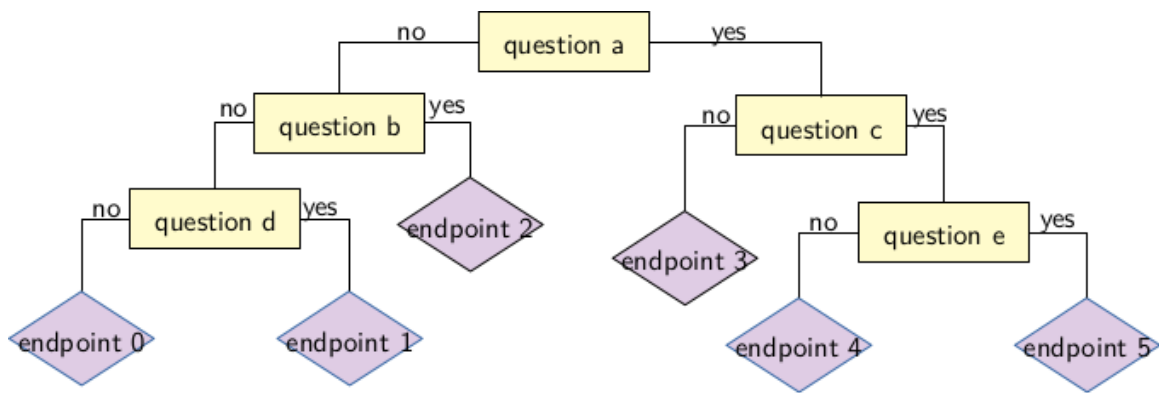 no
question a
yes
no
question b
yes
no
question c
yes
no
question d
yes
endpoint 2
endpoint 3
no
question e
yes
endpoint 0
endpoint 1
endpoint 4
endpoint 5